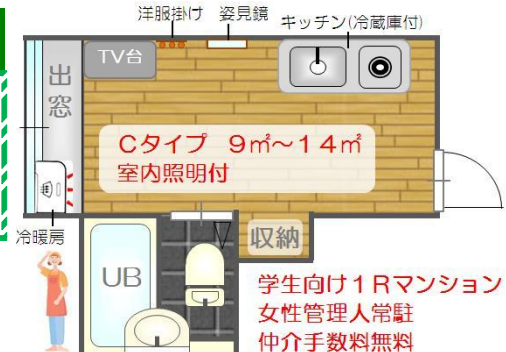 洋服掛け 姿見鏡 キッチン(冷蔵庫付)
TV台
出窓
Cタイプ 9㎡～14㎡
室内照明付
冷暖房
収納
UB
学生向け1Rマンション
女性管理人常駐
仲介手数料無料